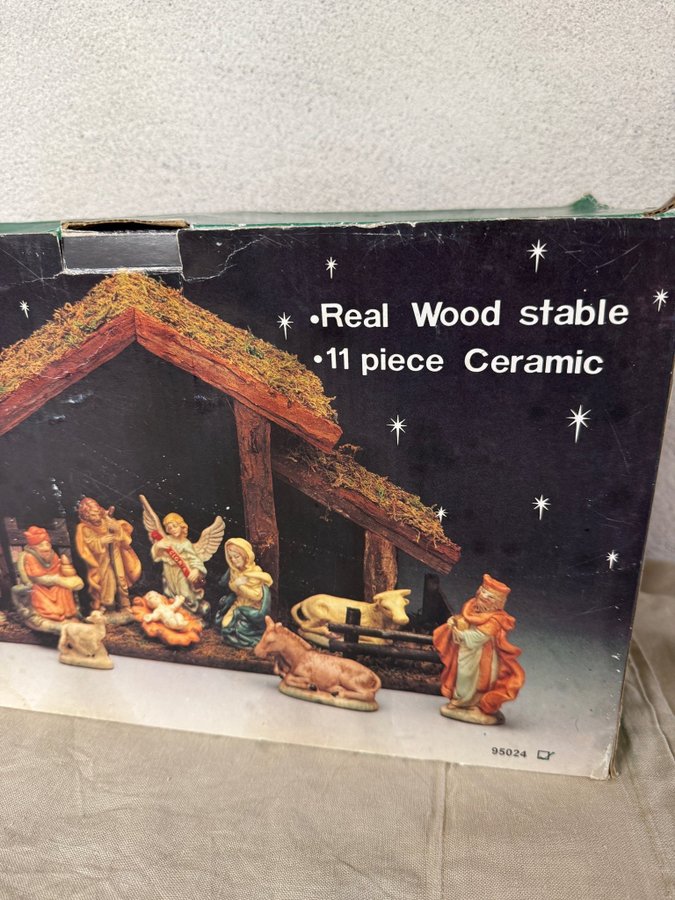 •Real Wood stable
•11 piece Ceramic
95024